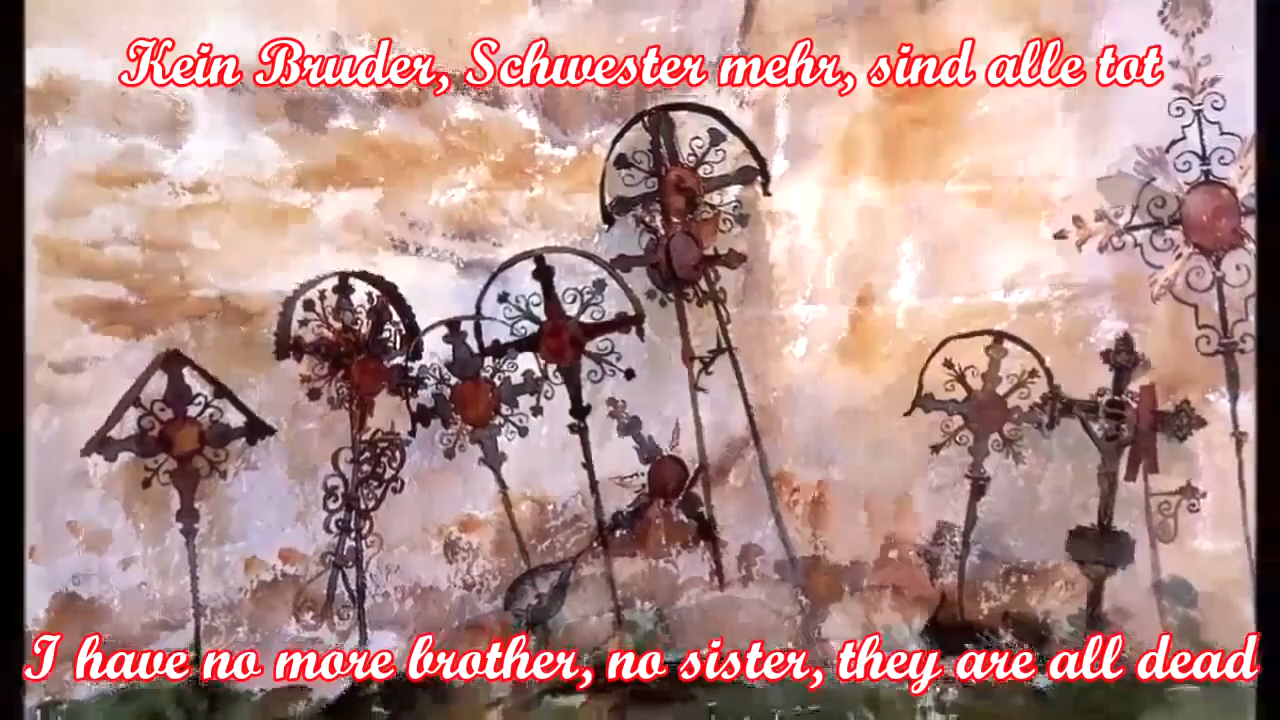 Kein Bruder, Schwester mehr, sind alle tot
I have no more brother, no sister, they are all dead